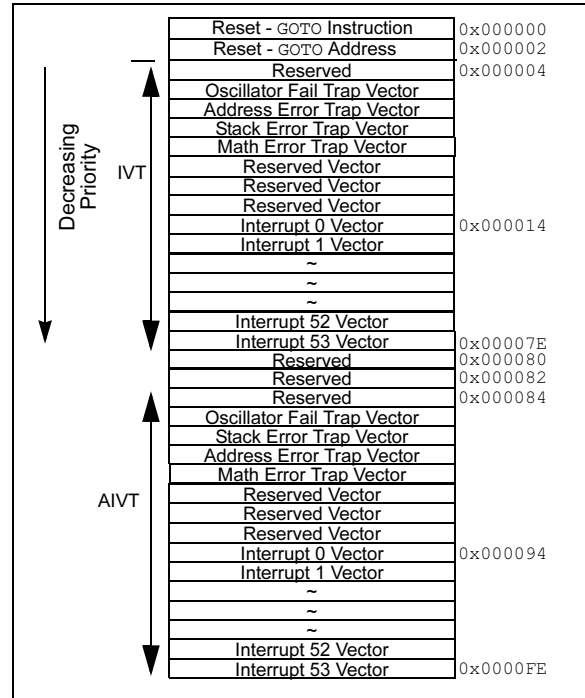 Reset - GOTO Instruction 0x000000
Reset - GOTO Address 0x000002
Reserved 0x000004
Oscillator Fail Trap Vector
Address Error Trap Vector
Stack Error Trap Vector
Math Error Trap Vector
Reserved Vector
Reserved Vector
Reserved Vector
Interrupt 0 Vector 0x000014
Interrupt 1 Vector
~
~
~
Interrupt 52 Vector
Interrupt 53 Vector 0x00007E
Reserved 0x000080
Reserved 0x000082
Reserved 0x000084
Oscillator Fail Trap Vector
Stack Error Trap Vector
Address Error Trap Vector
Math Error Trap Vector
Reserved Vector
Reserved Vector
Reserved Vector
Interrupt 0 Vector 0x000094
Interrupt 1 Vector
~
~
~
Interrupt 52 Vector
Interrupt 53 Vector 0x0000FE
Decreasing
Priority
IVT
AIVT